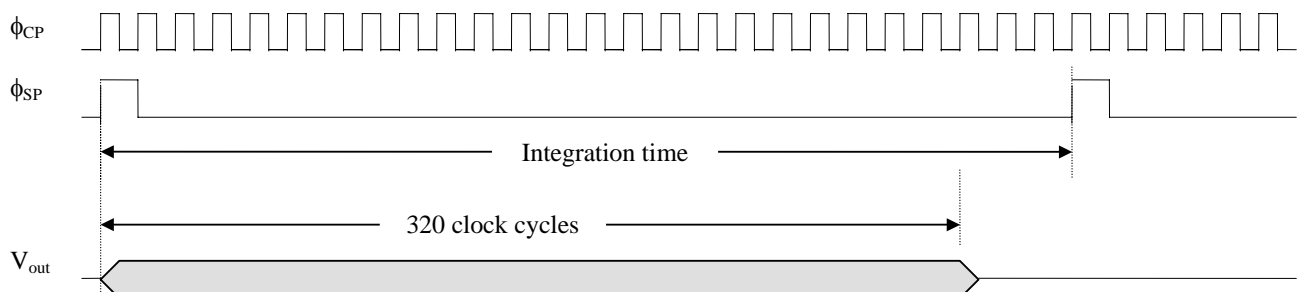 ϕCP
ϕSP
Integration time
320 clock cycles
Vout